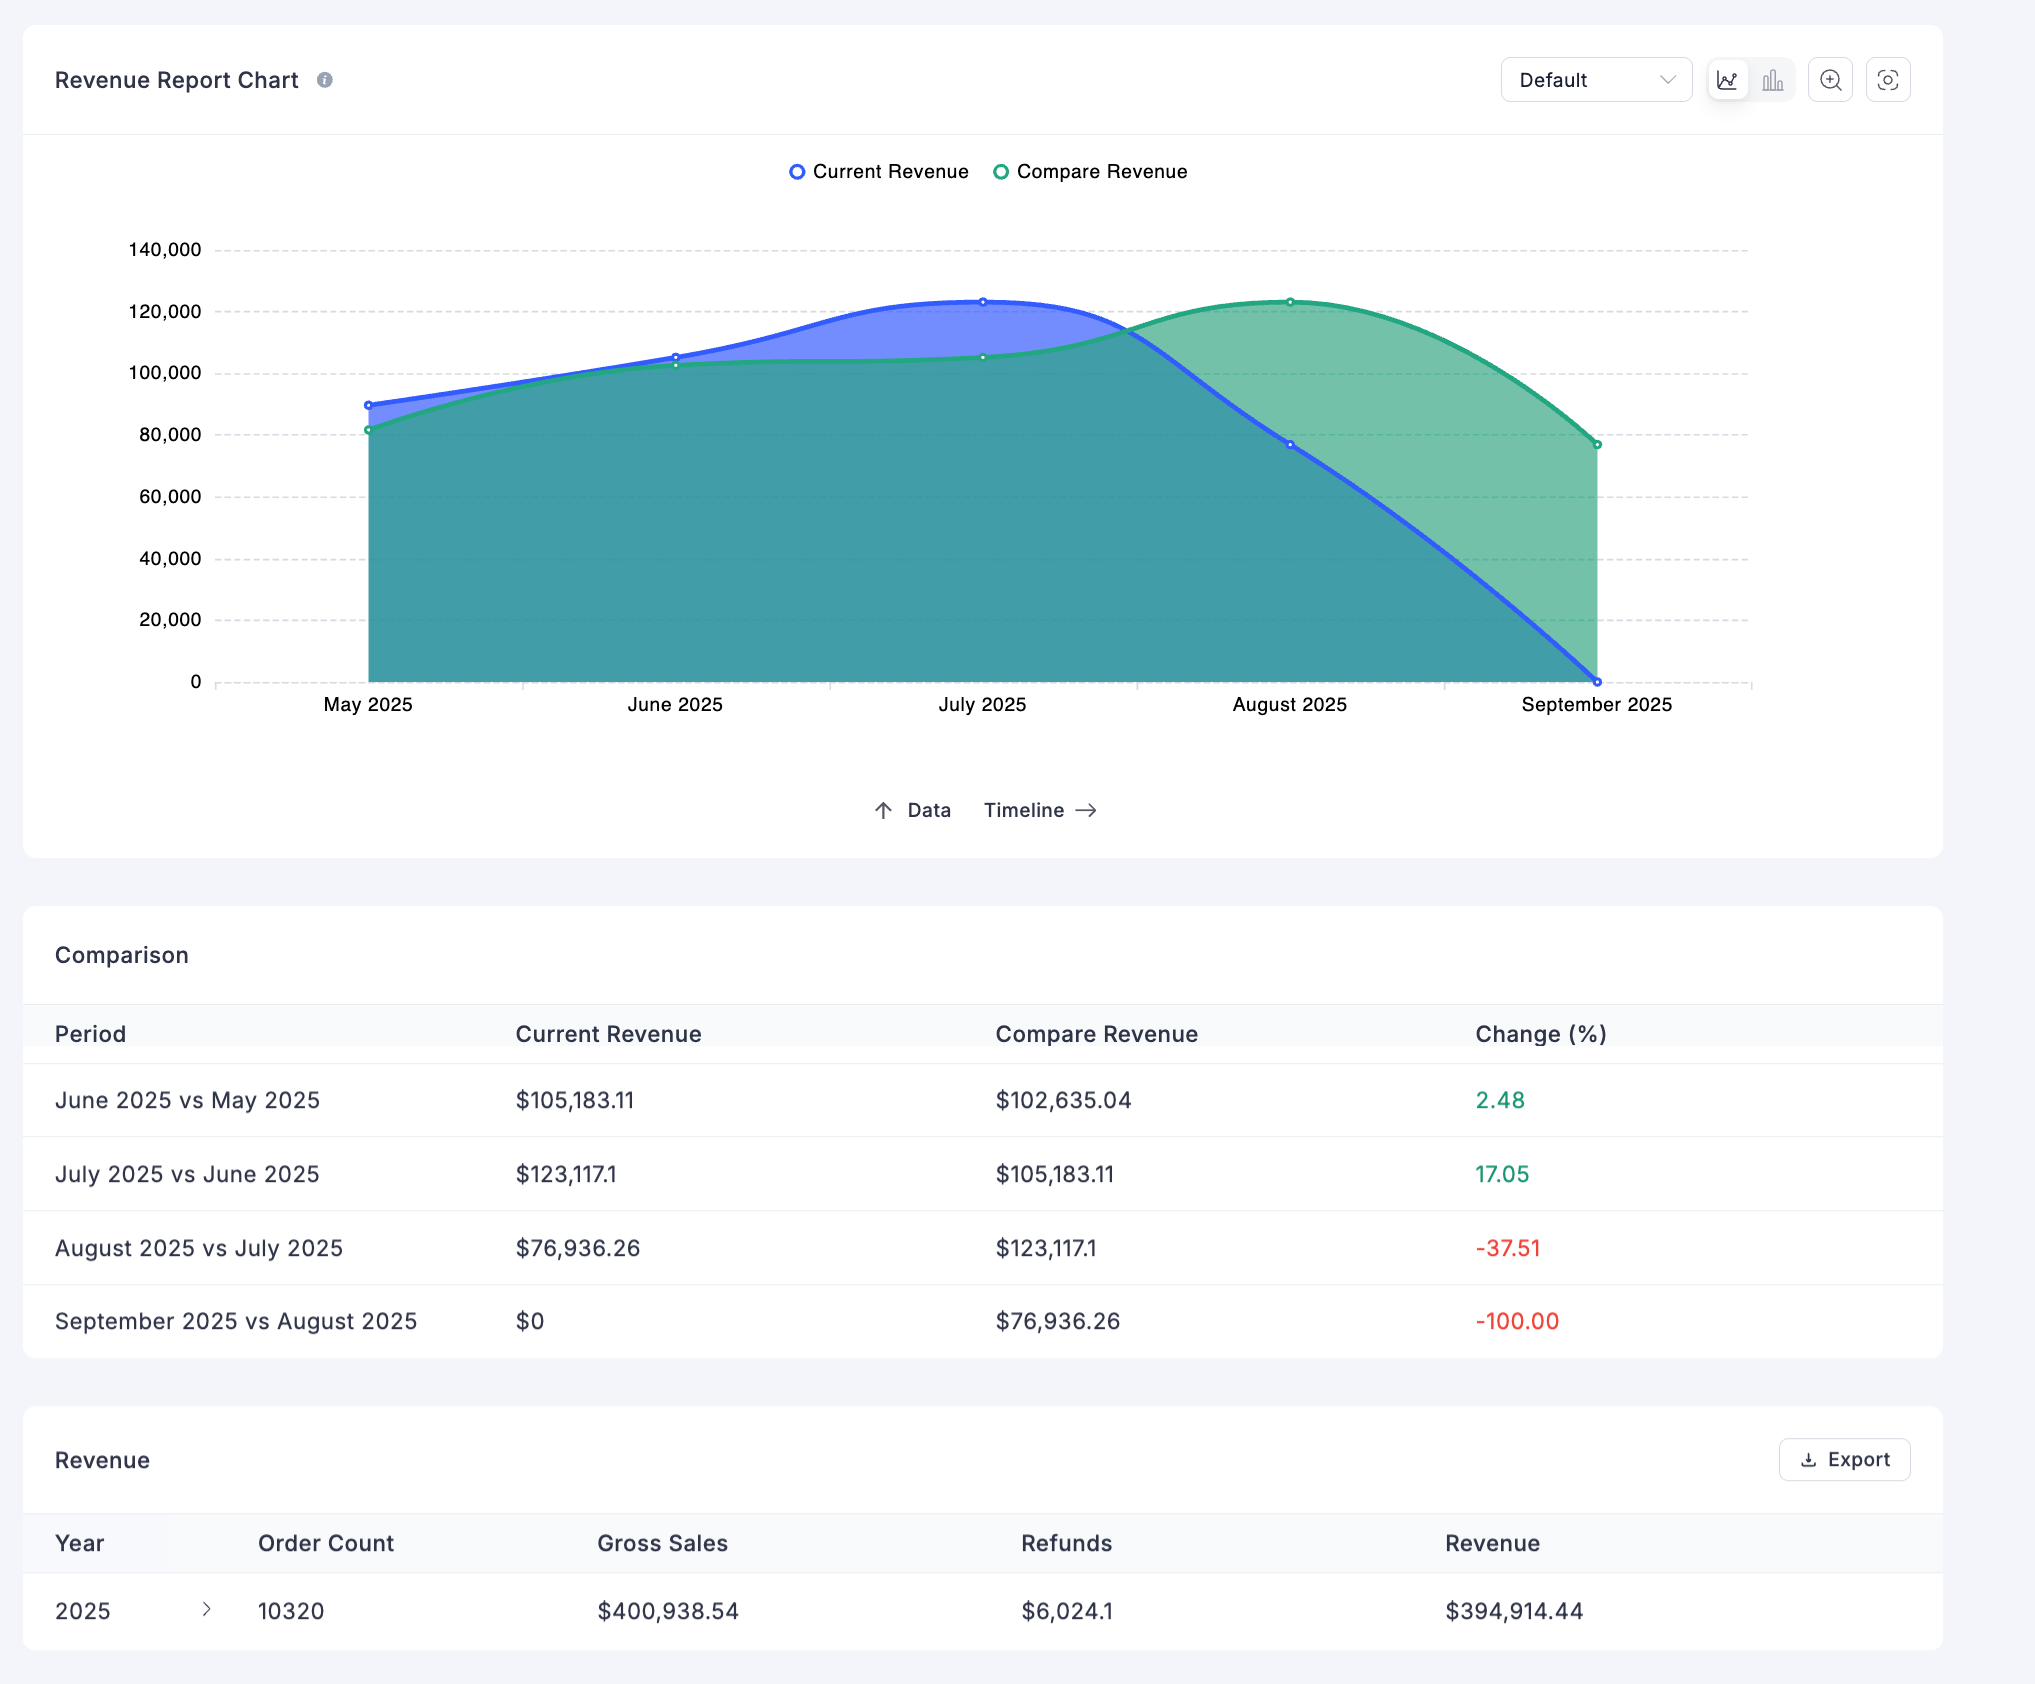 Revenue Report Chart
Default
Current Revenue Compare Revenue
140,000
120,000
100,000
80,000
60,000
40,000
20,000
0
May 2025 June 2025 July 2025 August 2025 September 2025
Data Timeline
Comparison
Period Current Revenue Compare Revenue Change (%)
June 2025 vs May 2025 $105,183.11 $102,635.04 2.48
July 2025 vs June 2025 $123,117.1 $105,183.11 17.05
August 2025 vs July 2025 $76,936.26 $123,117.1 -37.51
September 2025 vs August 2025 $0 $76,936.26 -100.00
Revenue
Export
Year Order Count Gross Sales Refunds Revenue
2025 10320 $400,938.54 $6,024.1 $394,914.44